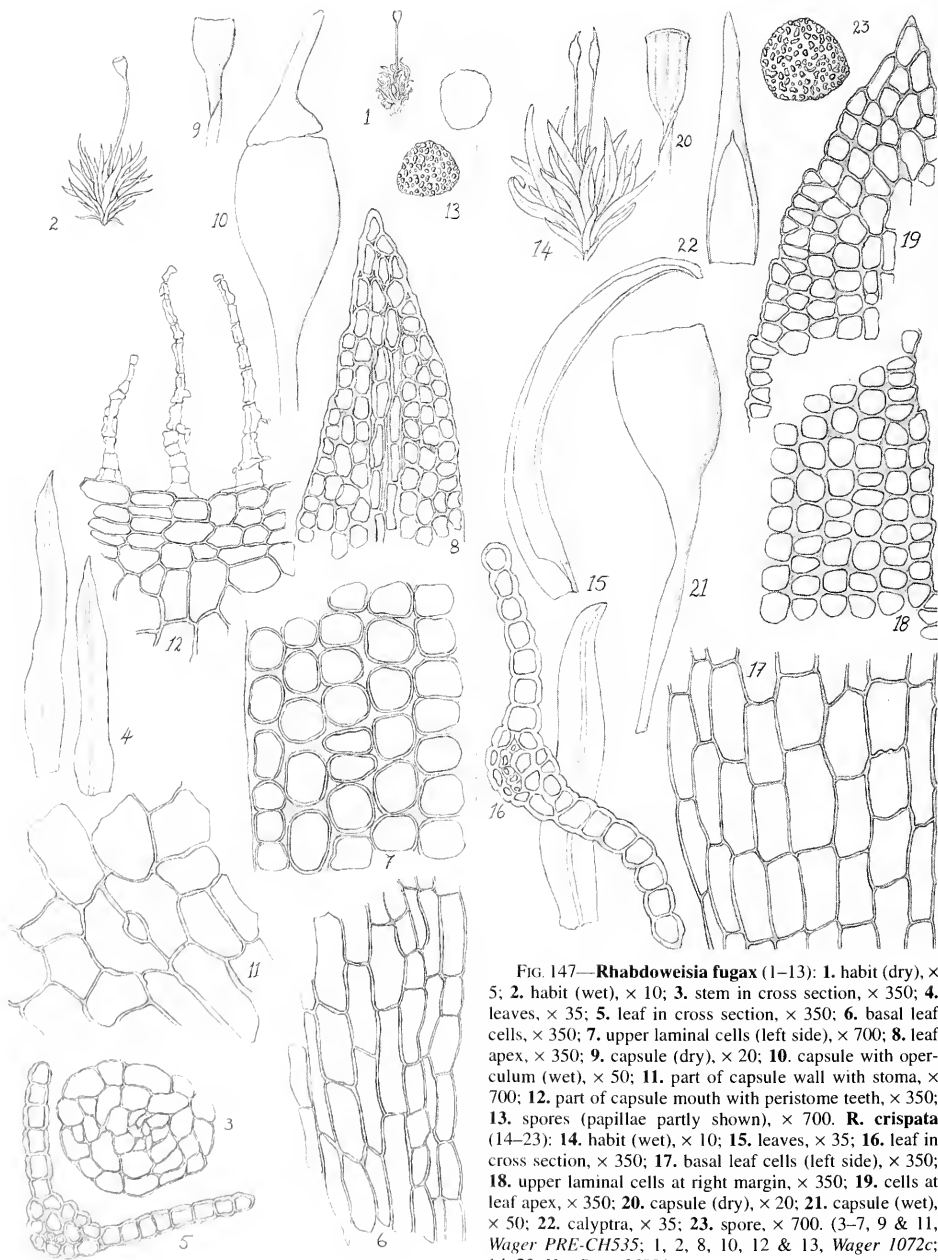 23
9
1
20
2
10
13
14
22
19
8
15
12
21
18
4
17
16
7
11
3
5
6
FIG. 147—Rhabdoweisia fugax (1–13): 1. habit (dry), ×
5; 2. habit (wet), × 10; 3. stem in cross section, × 350; 4.
leaves, × 35; 5. leaf in cross section, × 350; 6. basal leaf
cells, × 350; 7. upper laminal cells (left side), × 700; 8. leaf
apex, × 350; 9. capsule (dry), × 20; 10. capsule with oper-
culum (wet), × 50; 11. part of capsule wall with stoma, ×
700; 12. part of capsule mouth with peristome teeth, × 350;
13. spores (papillae partly shown), × 700. R. crispata
(14–23): 14. habit (wet), × 10; 15. leaves, × 35; 16. leaf in
cross section, × 350; 17. basal leaf cells (left side), × 350;
18. upper laminal cells at right margin, × 350; 19. cells at
leaf apex, × 350; 20. capsule (dry), × 20; 21. capsule (wet),
× 50; 22. calyptra, × 35; 23. spore, × 700. (3–7, 9 & 11,
Wager PRE-CH535; 1, 2, 8, 10, 12 & 13, Wager 1072c;